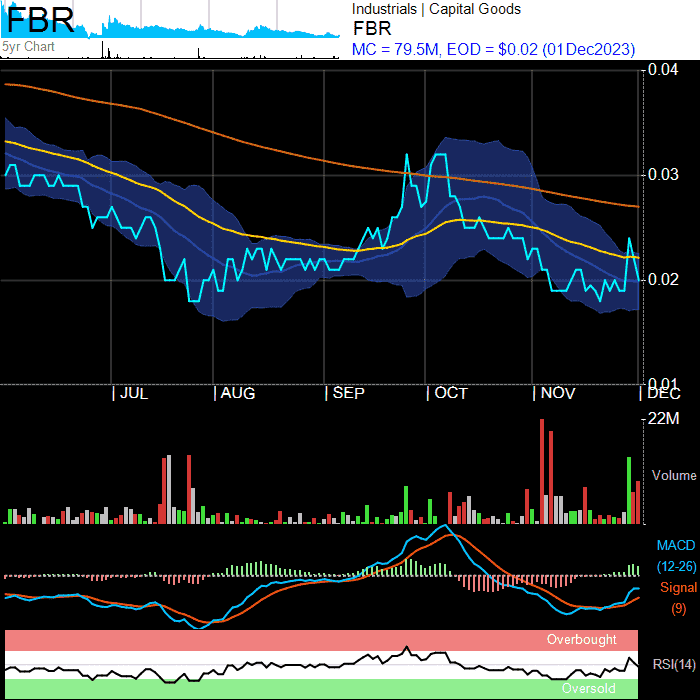 FBR
5yr Chart
Industrials | Capital Goods
FBR
MC = 79.5M, EOD = $0.02 (01Dec2023)
0.04
0.03
0.02
0.01
| JUL | AUG | SEP | OCT | NOV | DEC
22M
Volume
MACD
(12-26)
Signal
(9)
Overbought
RSI(14)
Oversold